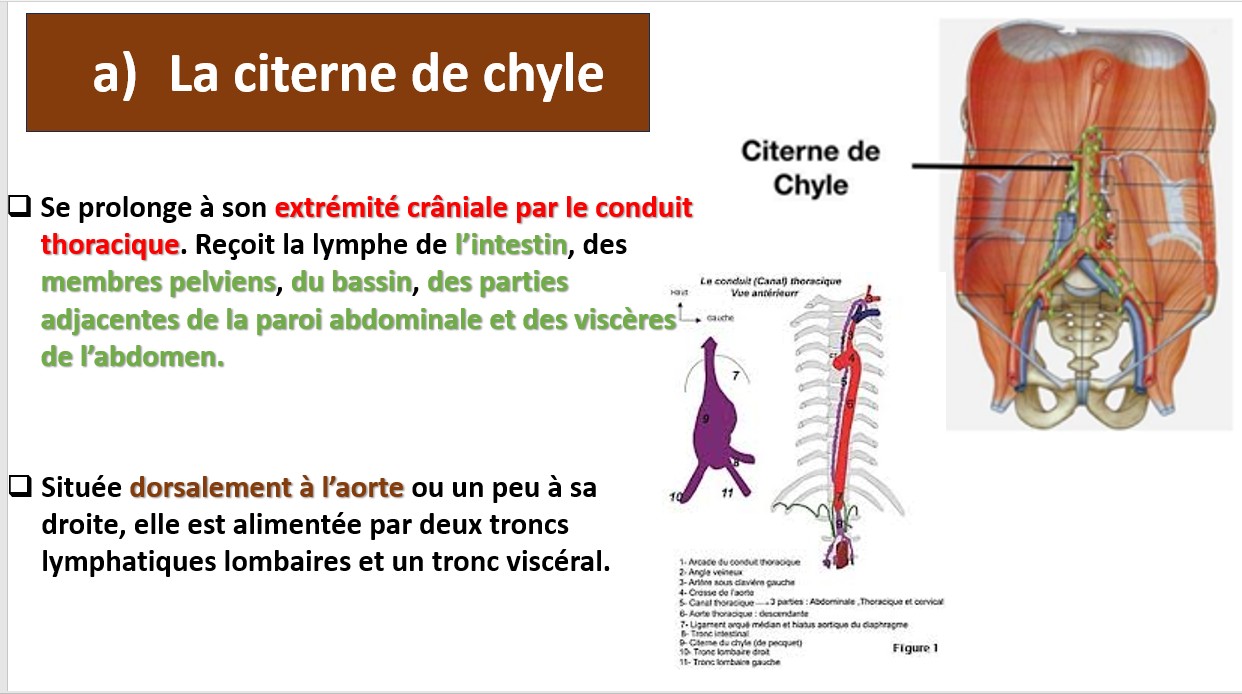 a) La citerne de chyle
Se prolonge à son extrémité crâniale par le conduit
thoracique. Reçoit la lymphe de l’intestin, des
membres pelviens, du bassin, des parties
adjacentes de la paroi abdominale et des viscères
de l’abdomen.
Située dorsalement à l’aorte ou un peu à sa
droite, elle est alimentée par deux troncs
lymphatiques lombaires et un tronc viscéral.
Citerne de
Chyle
Le conduit (Canal) thoracique
Vue antérieurr
Haut
Gauche
7
9
8
10
11
3
4
5
6
7
8
1- Arcade du conduit thoracique
2- Angle veineux
3- Artère sous clavière gauche
4- Crosse de l'aorte
5- Canal thoracique → 3 parties : Abdominale ,Thoracique et cervical
6- Aorte thoracique : descendante
7- Ligament arqué médian et hiatus aortique du diaphragme
8- Tronc intestinal
9- Citerne du chyle (de pecquet)
10- Tronc lombaire droit
11- Tronc lombaire gauche
Figure 1